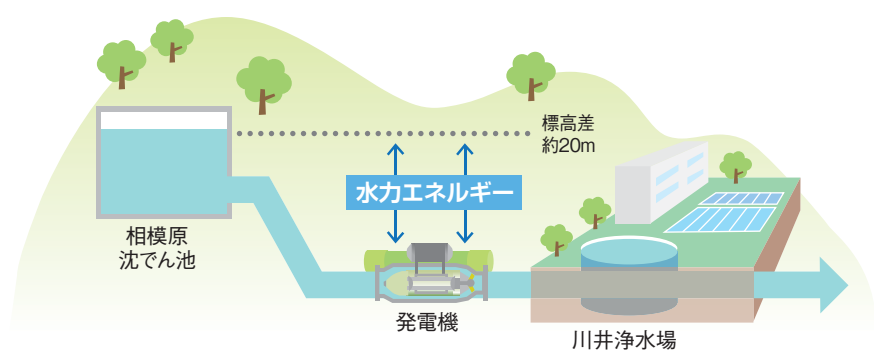 標高差
約20m
水力エネルギー
相模原
沈でん池
発電機
川井浄水場